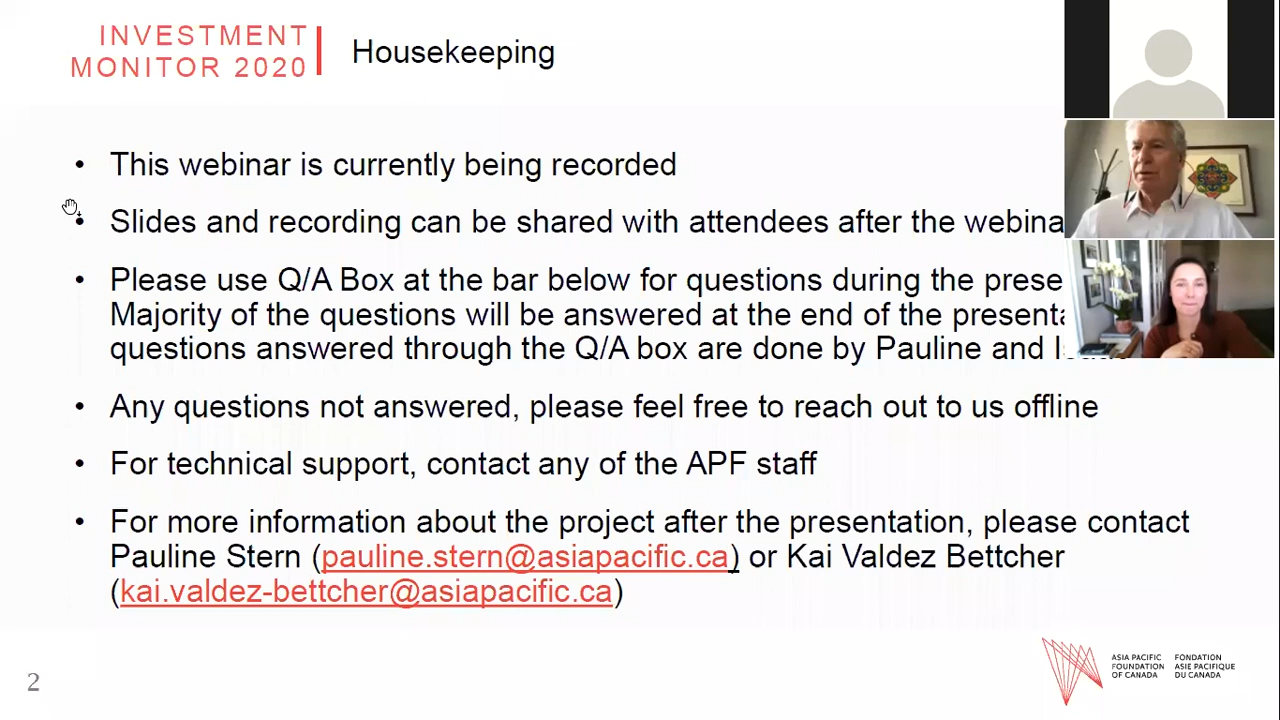 INVESTMENT
MONITOR 2020
Housekeeping
• This webinar is currently being recorded
• Slides and recording can be shared with attendees after the webina
• Please use Q/A Box at the bar below for questions during the prese
Majority of the questions will be answered at the end of the presenta
questions answered through the Q/A box are done by Pauline and
• Any questions not answered, please feel free to reach out to us offline
• For technical support, contact any of the APF staff
• For more information about the project after the presentation, please contact
Pauline Stern (pauline.stern@asiapacific.ca) or Kai Valdez Bettcher
(kai.valdez-bettcher@asiapacific.ca)
2
ASIA PACIFIC
FOUNDATION
OF CANADA
FONDATION
ASIE PACIFIQUE
DU CANADA